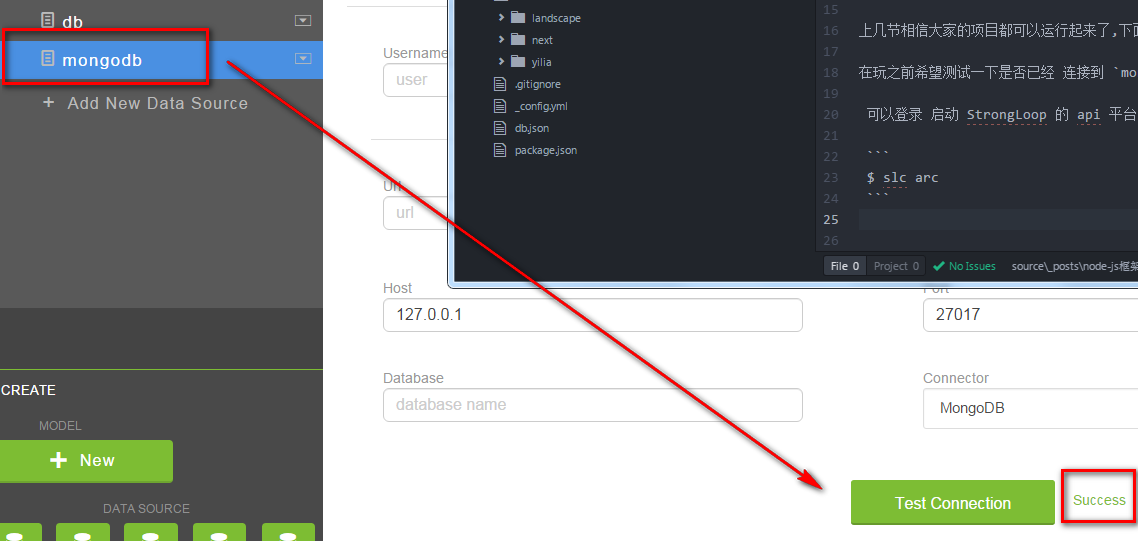 db
mongodb
Add New Data Source
CREATE
MODEL
New
DATA SOURCE
Username
user
Url
url
Host
127.0.0.1
Port
27017
Database
database name
Connector
MongoDB
Test Connection
Success
landscape
next
yilia
.gitignore
_config.yml
db.json
package.json
15
16 上几节相信大家的项目都可以运行起来了,下面
17
18 在玩之前希望测试一下是否已经 连接到 `mo
19
20 可以登录 启动 StrongLoop 的 api 平台
21
22 ```
23 $ slc arc
24 ```
25
26
File 0 Project 0 No Issues source\_posts\node-js框架